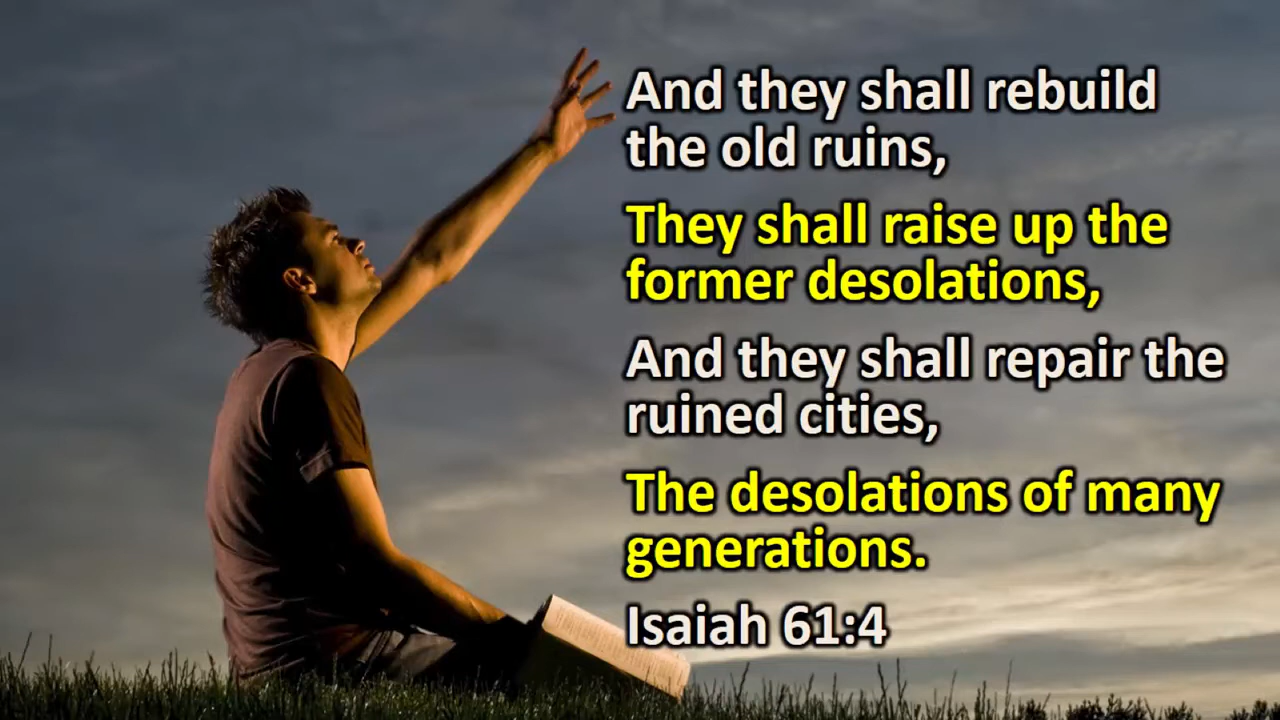 And they shall rebuild
the old ruins,
They shall raise up the
former desolations,
And they shall repair the
ruined cities,
The desolations of many
generations.
Isaiah 61:4